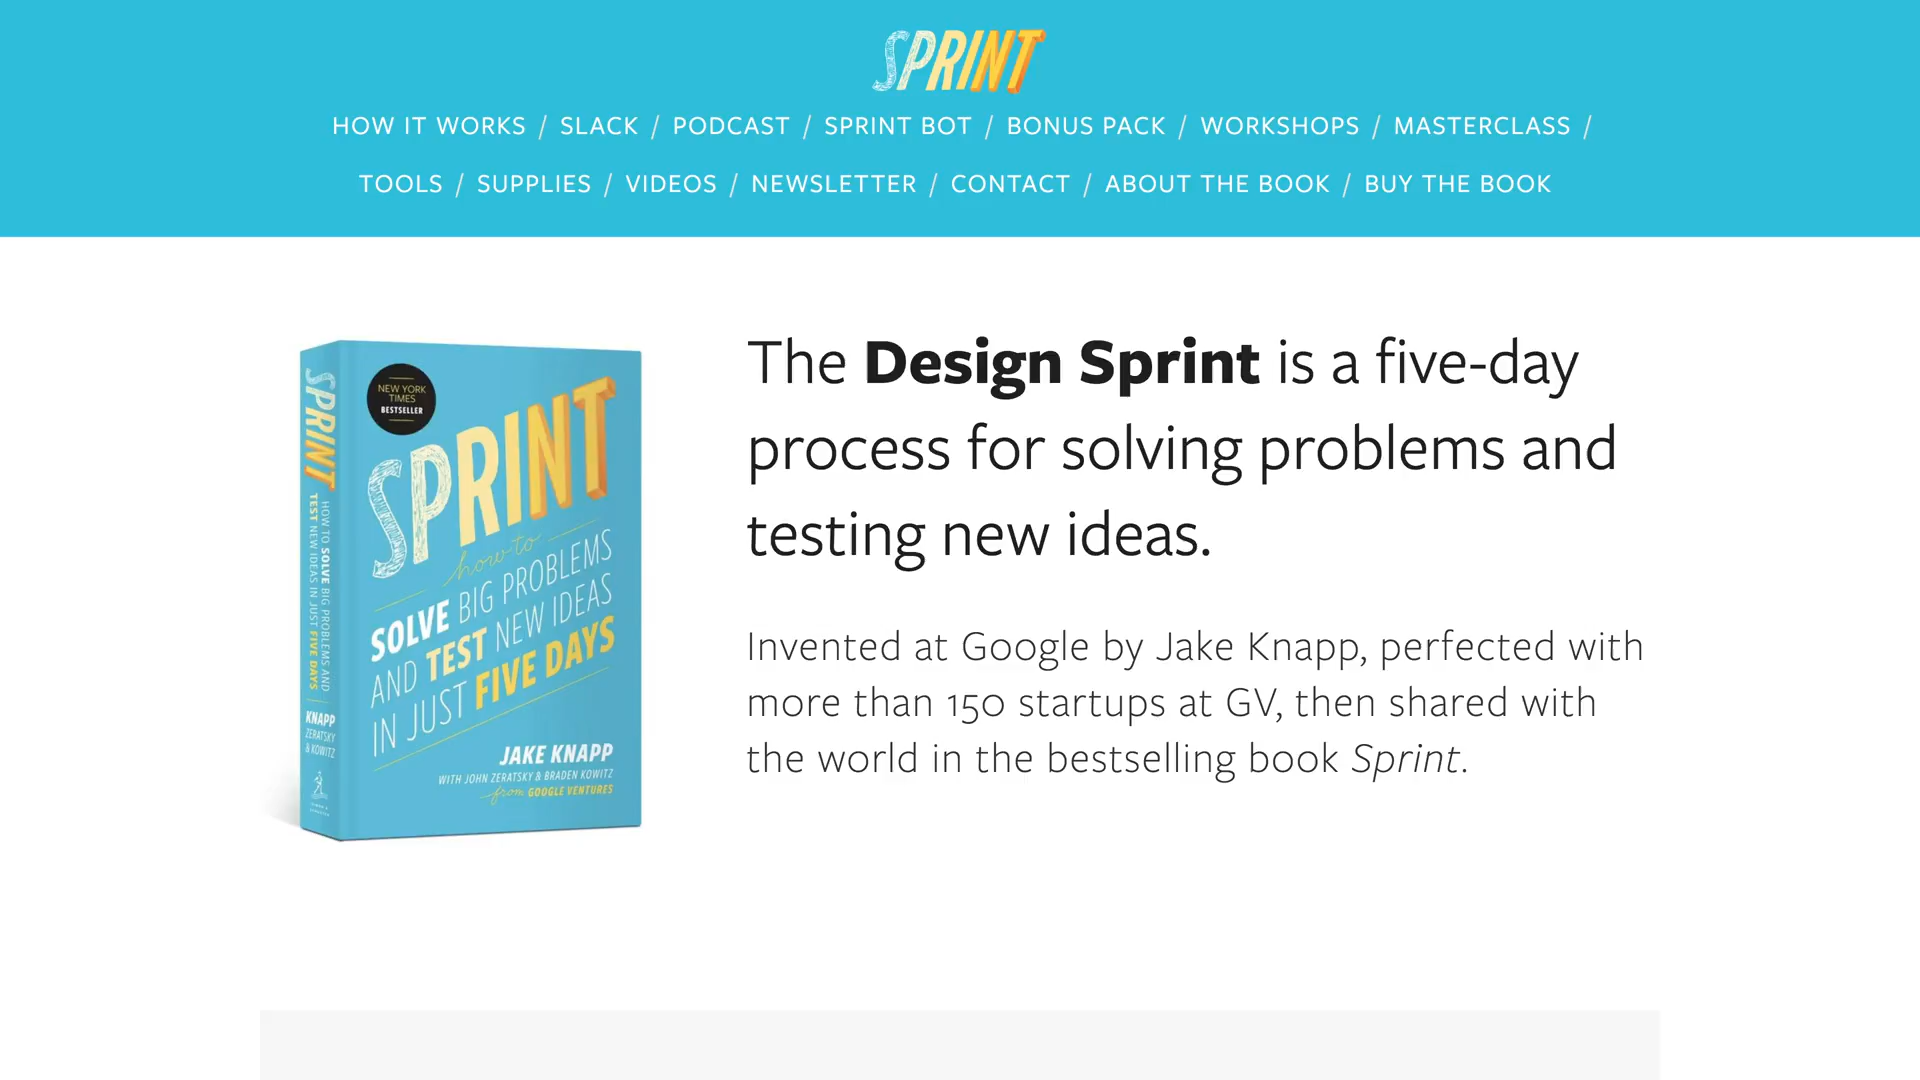 SPRINT
HOW IT WORKS / SLACK / PODCAST / SPRINT BOT / BONUS PACK / WORKSHOPS / MASTERCLASS /
TOOLS / SUPPLIES / VIDEOS / NEWSLETTER / CONTACT / ABOUT THE BOOK / BUY THE BOOK
NEW YORK
TIMES
BESTSELLER
SPRINT
how to
SOLVE BIG PROBLEMS
AND TEST NEW IDEAS
IN JUST FIVE DAYS
JAKE KNAPP
WITH JOHN ZERATSKY & BRADEN KOWITZ
from GOOGLE VENTURES
SPRINT
HOW TO SOLVE BIG PROBLEMS AND
TEST NEW IDEAS IN JUST FIVE DAYS
KNAPP
ZERATSKY
& KOWITZ
The Design Sprint is a five-day
process for solving problems and
testing new ideas.
Invented at Google by Jake Knapp, perfected with
more than 150 startups at GV, then shared with
the world in the bestselling book Sprint.